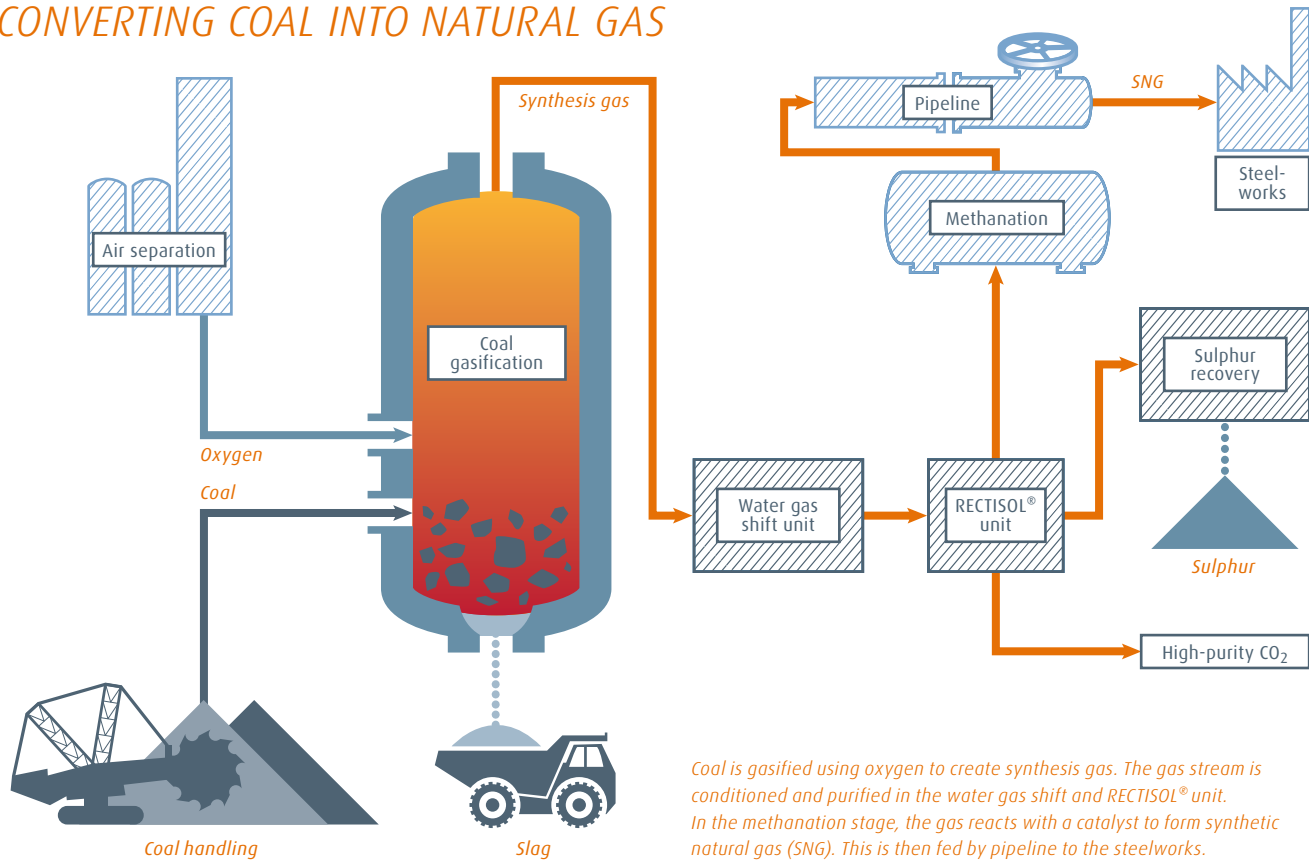 CONVERTING COAL INTO NATURAL GAS
Synthesis gas
Pipeline
SNG
Steel-
works
Air separation
Methanation
Coal
gasification
Sulphur
recovery
Oxygen
Coal
Water gas
shift unit
RECTISOL®
unit
Sulphur
High-purity CO₂
Coal handling
Slag
Coal is gasified using oxygen to create synthesis gas. The gas stream is
conditioned and purified in the water gas shift and RECTISOL® unit.
In the methanation stage, the gas reacts with a catalyst to form synthetic
natural gas (SNG). This is then fed by pipeline to the steelworks.